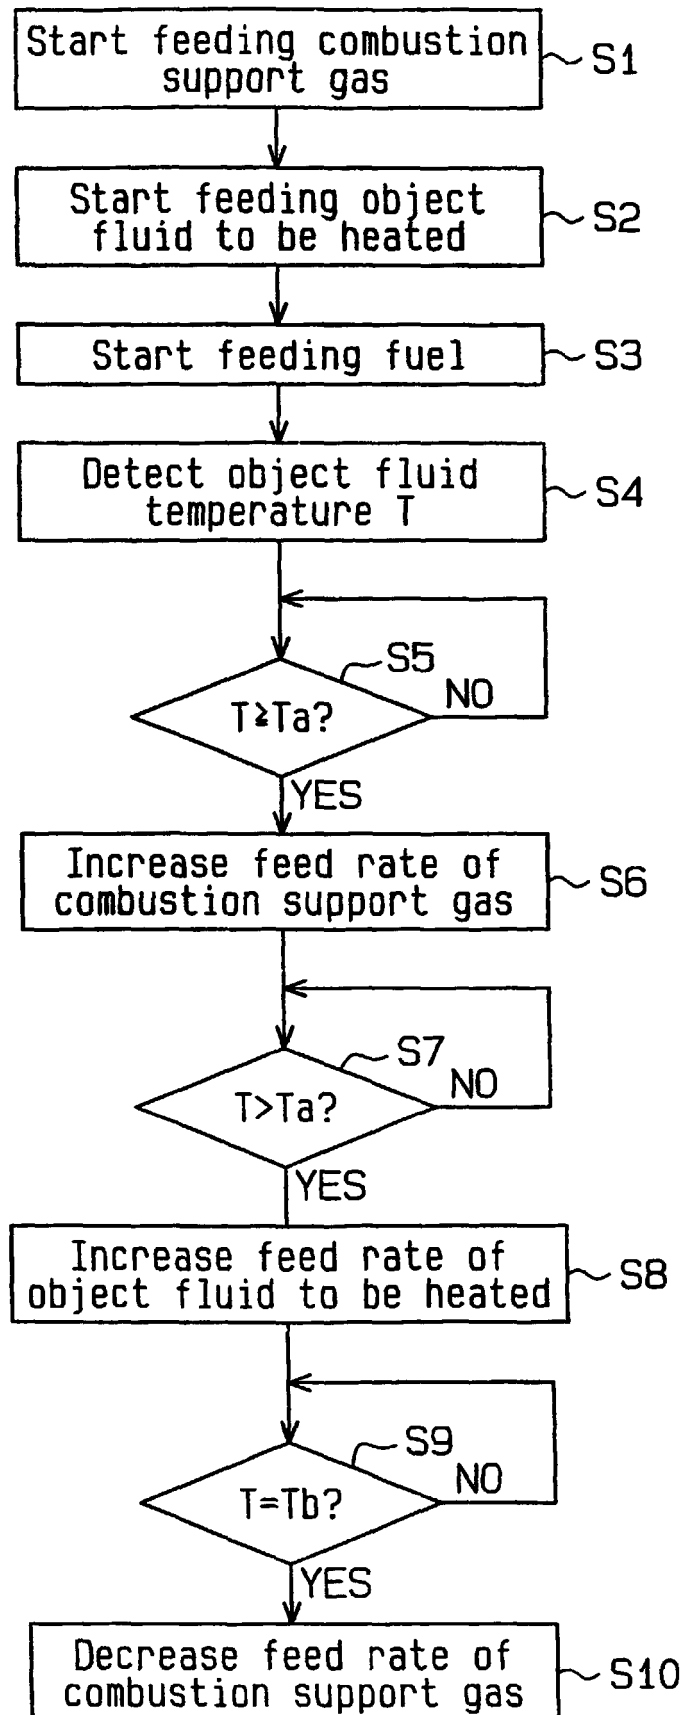 Start feeding combustion
support gas
S1
Start feeding object
fluid to be heated
S2
Start feeding fuel
S3
Detect object fluid
temperature T
S4
S5
T≧Ta?
NO
YES
Increase feed rate of
combustion support gas
S6
S7
T>Ta?
NO
YES
Increase feed rate of
object fluid to be heated
S8
S9
T=Tb?
NO
YES
Decrease feed rate of
combustion support gas
S10